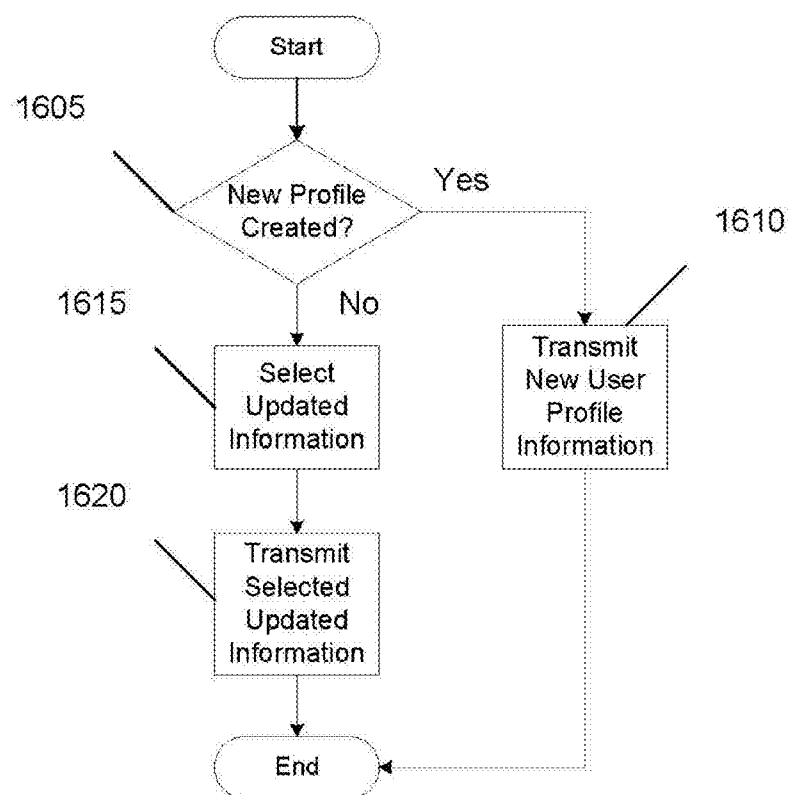 Start
1605
New Profile
Created?
Yes
1610
1615
No
Select
Updated
Information
Transmit
New User
Profile
Information
1620
Transmit
Selected
Updated
Information
End